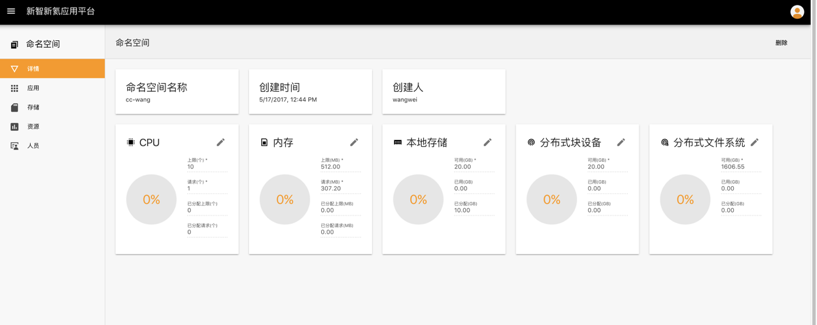 新智新氦应用平台
命名空间
详情
应用
存储
资源
人员
命名空间
删除
命名空间名称
cc-wang
创建时间
5/17/2017, 12:44 PM
创建人
wangwei
CPU
上限(个) *
10
请求(个) *
1
已分配上限(个)
0
已分配请求(个)
0
0%
内存
上限(MB) *
512.00
请求(MB) *
307.20
已分配上限(MB)
0.00
已分配请求(MB)
0.00
0%
本地存储
可用(GB) *
20.00
已用(GB)
0.00
已分配(GB)
10.00
0%
分布式块设备
可用(GB) *
20.00
已用(GB)
0.00
已分配(GB)
0.00
0%
分布式文件系统
可用(GB) *
1606.55
已用(GB)
0.00
已分配(GB)
0.00
0%